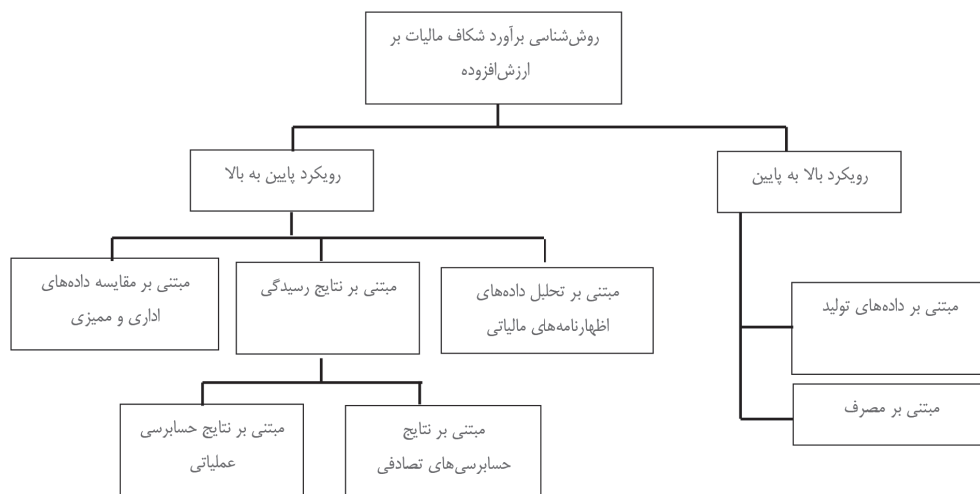 روش‌شناسی برآورد شکاف مالیات بر
ارزش‌افزوده
رویکرد بالا به پایین
رویکرد پایین به بالا
مبتنی بر داده‌های تولید
مبتنی بر مصرف
مبتنی بر تحلیل داده‌های
اظهارنامه‌های مالیاتی
مبتنی بر نتایج رسیدگی
مبتنی بر مقایسه داده‌های
اداری و ممیزی
مبتنی بر نتایج
حسابرسی‌های تصادفی
مبتنی بر نتایج حسابرسی
عملیاتی